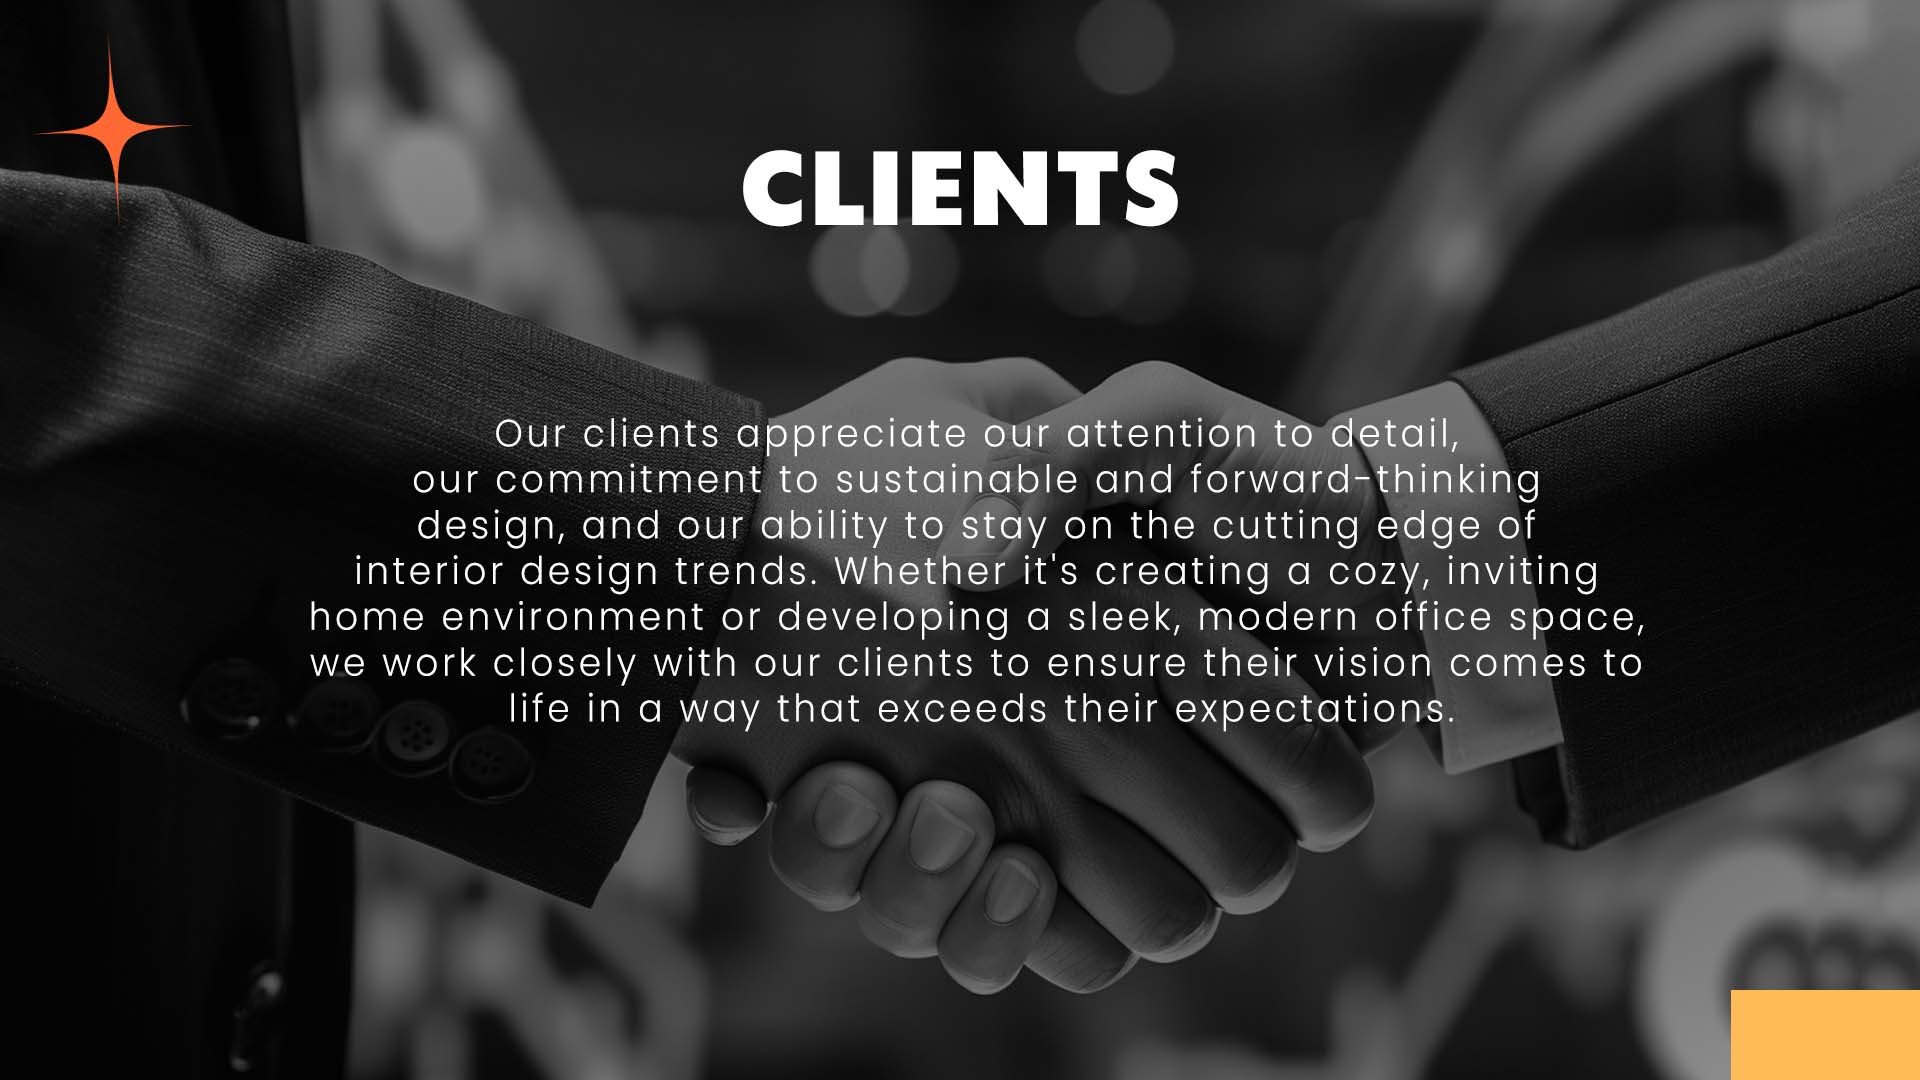 CLIENTS
Our clients appreciate our attention to detail,
our commitment to sustainable and forward-thinking
design, and our ability to stay on the cutting edge of
interior design trends. Whether it's creating a cozy, inviting
home environment or developing a sleek, modern office space,
we work closely with our clients to ensure their vision comes to
life in a way that exceeds their expectations.